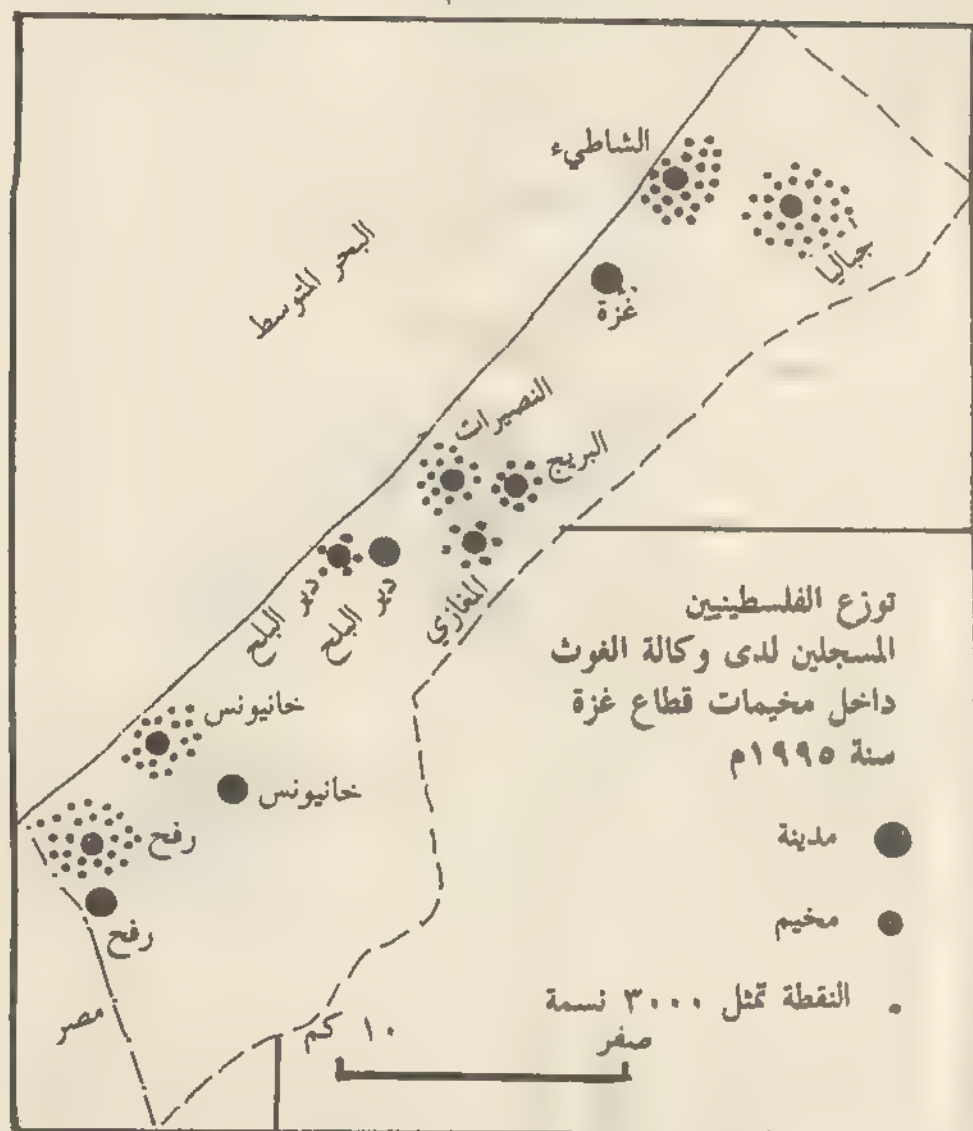 الشاطيء
جباليا
البحر المتوسط
غزة
النصيرات
البريج
المغازي
دير البلح
دير البلح
خانيونس
خانيونس
رفح
رفح
مصر
توزع الفلسطينيين
المسجلين لدى وكالة الغوث
داخل مخيمات قطاع غزة
سنة ١٩٩٥م
مدينة
مخيم
النقطة تمثل ٣٠٠٠ نسمة
صفر
١٠ كم